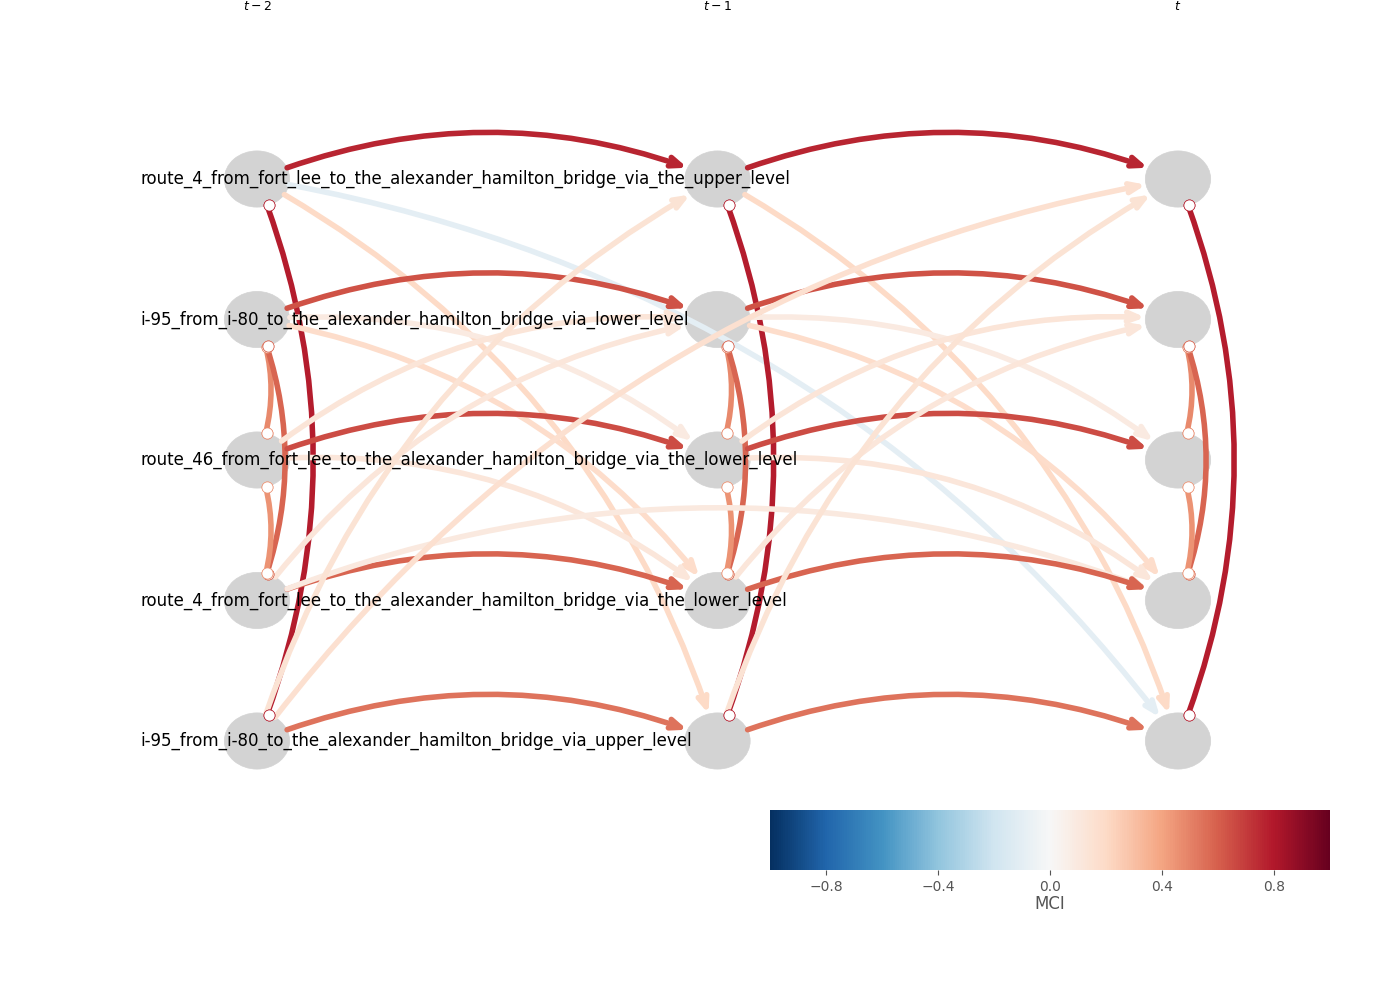 t − 2
t − 1
t
route_4_from_fort_lee_to_the_alexander_hamilton_bridge_via_the_upper_level
i-95_from_i-80_to_the_alexander_hamilton_bridge_via_lower_level
route_46_from_fort_lee_to_the_alexander_hamilton_bridge_via_the_lower_level
route_4_from_fort_lee_to_the_alexander_hamilton_bridge_via_the_lower_level
i-95_from_i-80_to_the_alexander_hamilton_bridge_via_upper_level
−0.8
−0.4
0.0
0.4
0.8
MCI